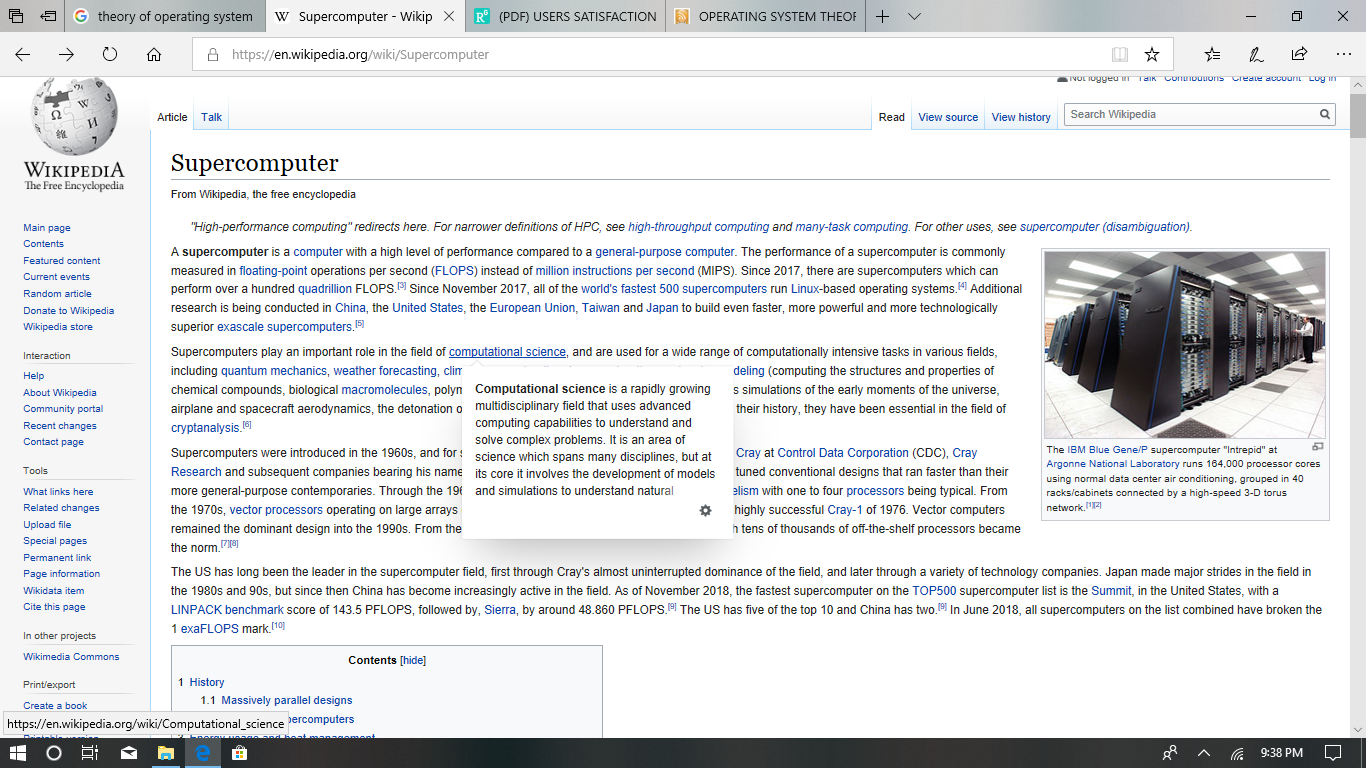 theory of operating system
Supercomputer - Wikip
(PDF) USERS SATISFACTION
OPERATING SYSTEM THEOF
https://en.wikipedia.org/wiki/Supercomputer
Not logged in Talk Contributions Create account Log in
Article Talk
Read View source View history
Search Wikipedia
WIKIPEDIA
The Free Encyclopedia
Main page
Contents
Featured content
Current events
Random article
Donate to Wikipedia
Wikipedia store
Interaction
Help
About Wikipedia
Community portal
Recent changes
Contact page
Tools
What links here
Related changes
Upload file
Special pages
Permanent link
Page information
Wikidata item
Cite this page
In other projects
Wikimedia Commons
Print/export
Create a book
Supercomputer
From Wikipedia, the free encyclopedia
"High-performance computing" redirects here. For narrower definitions of HPC, see high-throughput computing and many-task computing. For other uses, see supercomputer (disambiguation).
A supercomputer is a computer with a high level of performance compared to a general-purpose computer. The performance of a supercomputer is commonly
measured in floating-point operations per second (FLOPS) instead of million instructions per second (MIPS). Since 2017, there are supercomputers which can
perform over a hundred quadrillion FLOPS.[3] Since November 2017, all of the world's fastest 500 supercomputers run Linux-based operating systems.[4] Additional
research is being conducted in China, the United States, the European Union, Taiwan and Japan to build even faster, more powerful and more technologically
superior exascale supercomputers.[5]
Supercomputers play an important role in the field of computational science, and are used for a wide range of computationally intensive tasks in various fields,
including quantum mechanics, weather forecasting, clim deling (computing the structures and properties of
chemical compounds, biological macromolecules, polym s simulations of the early moments of the universe,
airplane and spacecraft aerodynamics, the detonation o their history, they have been essential in the field of
cryptanalysis.[6]
Supercomputers were introduced in the 1960s, and for s Cray at Control Data Corporation (CDC), Cray
Research and subsequent companies bearing his name tuned conventional designs that ran faster than their
more general-purpose contemporaries. Through the 196 elism with one to four processors being typical. From
the 1970s, vector processors operating on large arrays highly successful Cray-1 of 1976. Vector computers
remained the dominant design into the 1990s. From the h tens of thousands of off-the-shelf processors became
the norm.[7][8]
Computational science is a rapidly growing
multidisciplinary field that uses advanced
computing capabilities to understand and
solve complex problems. It is an area of
science which spans many disciplines, but at
its core it involves the development of models
and simulations to understand natural
The US has long been the leader in the supercomputer field, first through Cray's almost uninterrupted dominance of the field, and later through a variety of technology companies. Japan made major strides in the field in
the 1980s and 90s, but since then China has become increasingly active in the field. As of November 2018, the fastest supercomputer on the TOP500 supercomputer list is the Summit, in the United States, with a
LINPACK benchmark score of 143.5 PFLOPS, followed by, Sierra, by around 48.860 PFLOPS.[9] The US has five of the top 10 and China has two.[9] In June 2018, all supercomputers on the list combined have broken the
1 exaFLOPS mark.[10]
The IBM Blue Gene/P supercomputer "Intrepid" at
Argonne National Laboratory runs 164,000 processor cores
using normal data center air conditioning, grouped in 40
racks/cabinets connected by a high-speed 3-D torus
network.[1][2]
Contents [hide]
1 History
1.1 Massively parallel designs
percomputers
Energy usage and heat management
https://en.wikipedia.org/wiki/Computational_science
9:38 PM